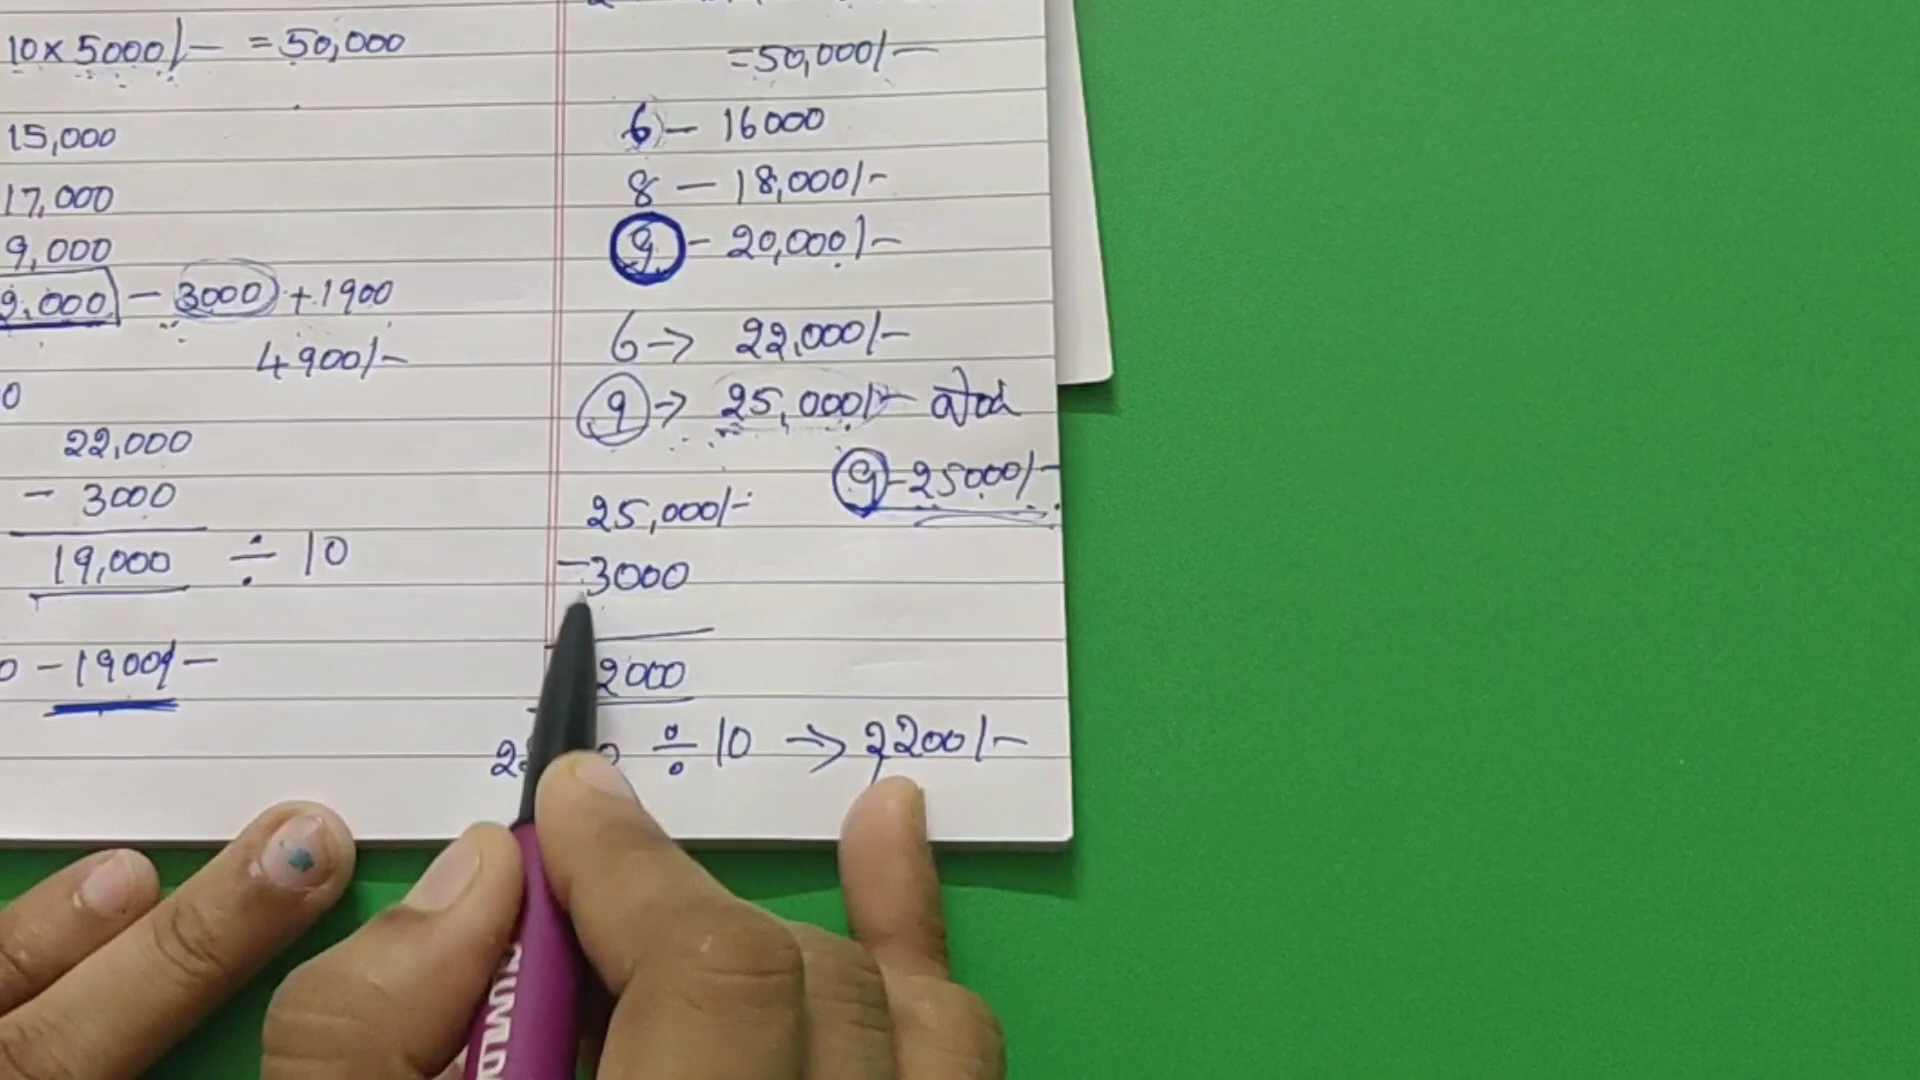 10 x 5000/- = 50,000
15,000
17,000
9,000
9,000 - 3000 + 1900
4900/-
0
22,000
- 3000
19,000 ÷ 10
0 - 1900/-
= 50,000/-
6 - 16000
8 - 18,000/-
9 - 20,000/-
6 → 22,000/-
9 → 25,000/-
9 - 25000/-
25,000/-
- 3000
2000
÷ 10 → 2200/-